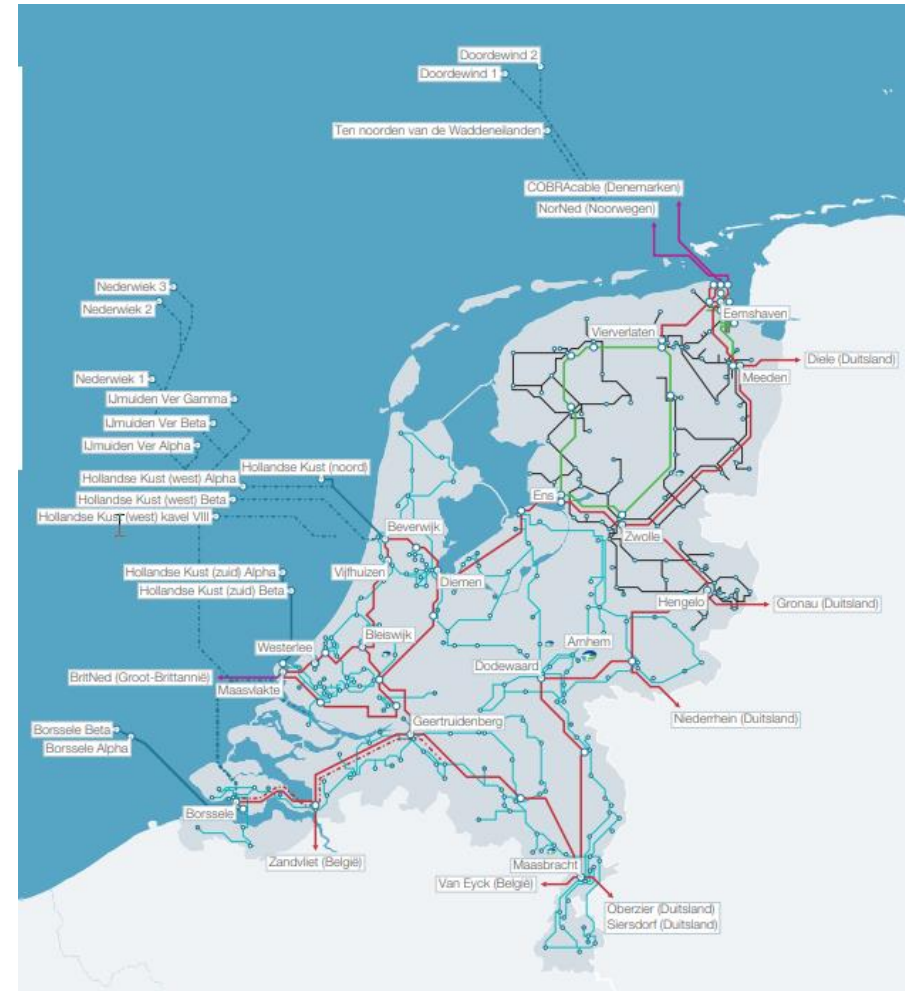 Doordewind 2
Doordewind 1
Ten noorden van de Waddeneilanden
COBRAcable (Denemarken)
NorNed (Noorwegen)
Nederwiek 3
Nederwiek 2
Eemshaven
Vierverlaten
Diele (Duitsland)
Meeden
Nederwiek 1
IJmuiden Ver Gamma
IJmuiden Ver Beta
IJmuiden Ver Alpha
Hollandse Kust (noord)
Hollandse Kust (west) Alpha
Hollandse Kust (west) Beta
Hollandse Kust (west) kavel VIII
Ens
Beverwijk
Zwolle
Vijfhuizen
Diemen
Hollandse Kust (zuid) Alpha
Hollandse Kust (zuid) Beta
Hengelo
Gronau (Duitsland)
Bleiswijk
Westerlee
Arnhem
Dodewaard
BritNed (Groot-Brittannië)
Maasvlakte
Niederrhein (Duitsland)
Geertruidenberg
Borssele Beta
Borssele Alpha
Borssele
Zandvliet (België)
Maasbracht
Van Eyck (België)
Oberzier (Duitsland)
Siersdorf (Duitsland)